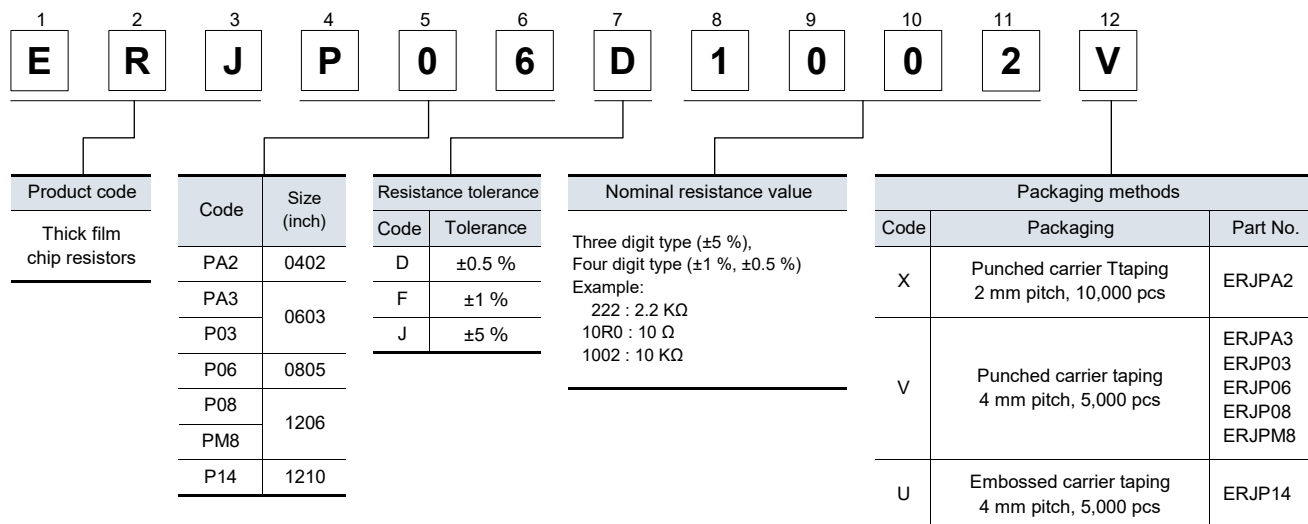 1 2 3 4 5 6 7 8 9 10 11 12
E R J P 0 6 D 1 0 0 2 V
Product code
Thick film
chip resistors
Code Size
(inch)
PA2 0402
PA3
0603
P03
P06 0805
P08
1206
PM8
P14 1210
Resistance tolerance
Code Tolerance
D ±0.5 %
F ±1 %
J ±5 %
Nominal resistance value
Three digit type (±5 %),
Four digit type (±1 %, ±0.5 %)
Example:
222 : 2.2 KΩ
10R0 : 10 Ω
1002 : 10 KΩ
Packaging methods
Code Packaging Part No.
X Punched carrier Ttaping
2 mm pitch, 10,000 pcs ERJPA2
V Punched carrier taping
4 mm pitch, 5,000 pcs
ERJPA3
ERJP03
ERJP06
ERJP08
ERJPM8
U Embossed carrier taping
4 mm pitch, 5,000 pcs ERJP14